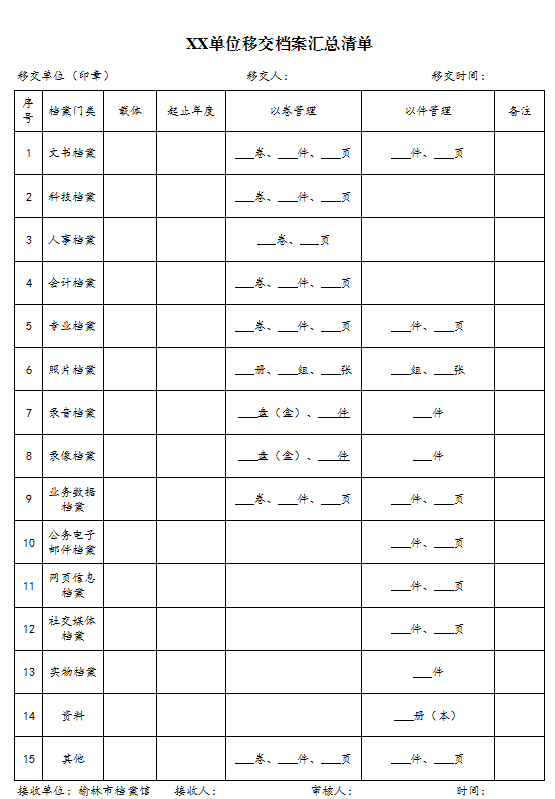 XX单位移交档案汇总清单
移交单位（印章） 移交人： 移交时间：
序号 档案门类 载体 起止年度 以卷管理 以件管理 备注
1 文书档案 ___卷、___件、___页 ___件、___页
2 科技档案 ___卷、___件、___页
3 人事档案 ___卷、___页
4 会计档案 ___卷、___件、___页
5 专业档案 ___卷、___件、___页 ___件、___页
6 照片档案 ___册、___组、___张 ___组、___张
7 录音档案 ___盘（盒）、___件 ___件
8 录像档案 ___盘（盒）、___件 ___件
9 业务数据档案 ___卷、___件、___页 ___件、___页
10 公务电子邮件档案 ___件、___页
11 网页信息档案 ___件、___页
12 社交媒体档案 ___件、___页
13 实物档案 ___件
14 资料 ___册（本）
15 其他 ___卷、___件、___页 ___件、___页
接收单位：榆林市档案馆 接收人： 审核人： 时间：